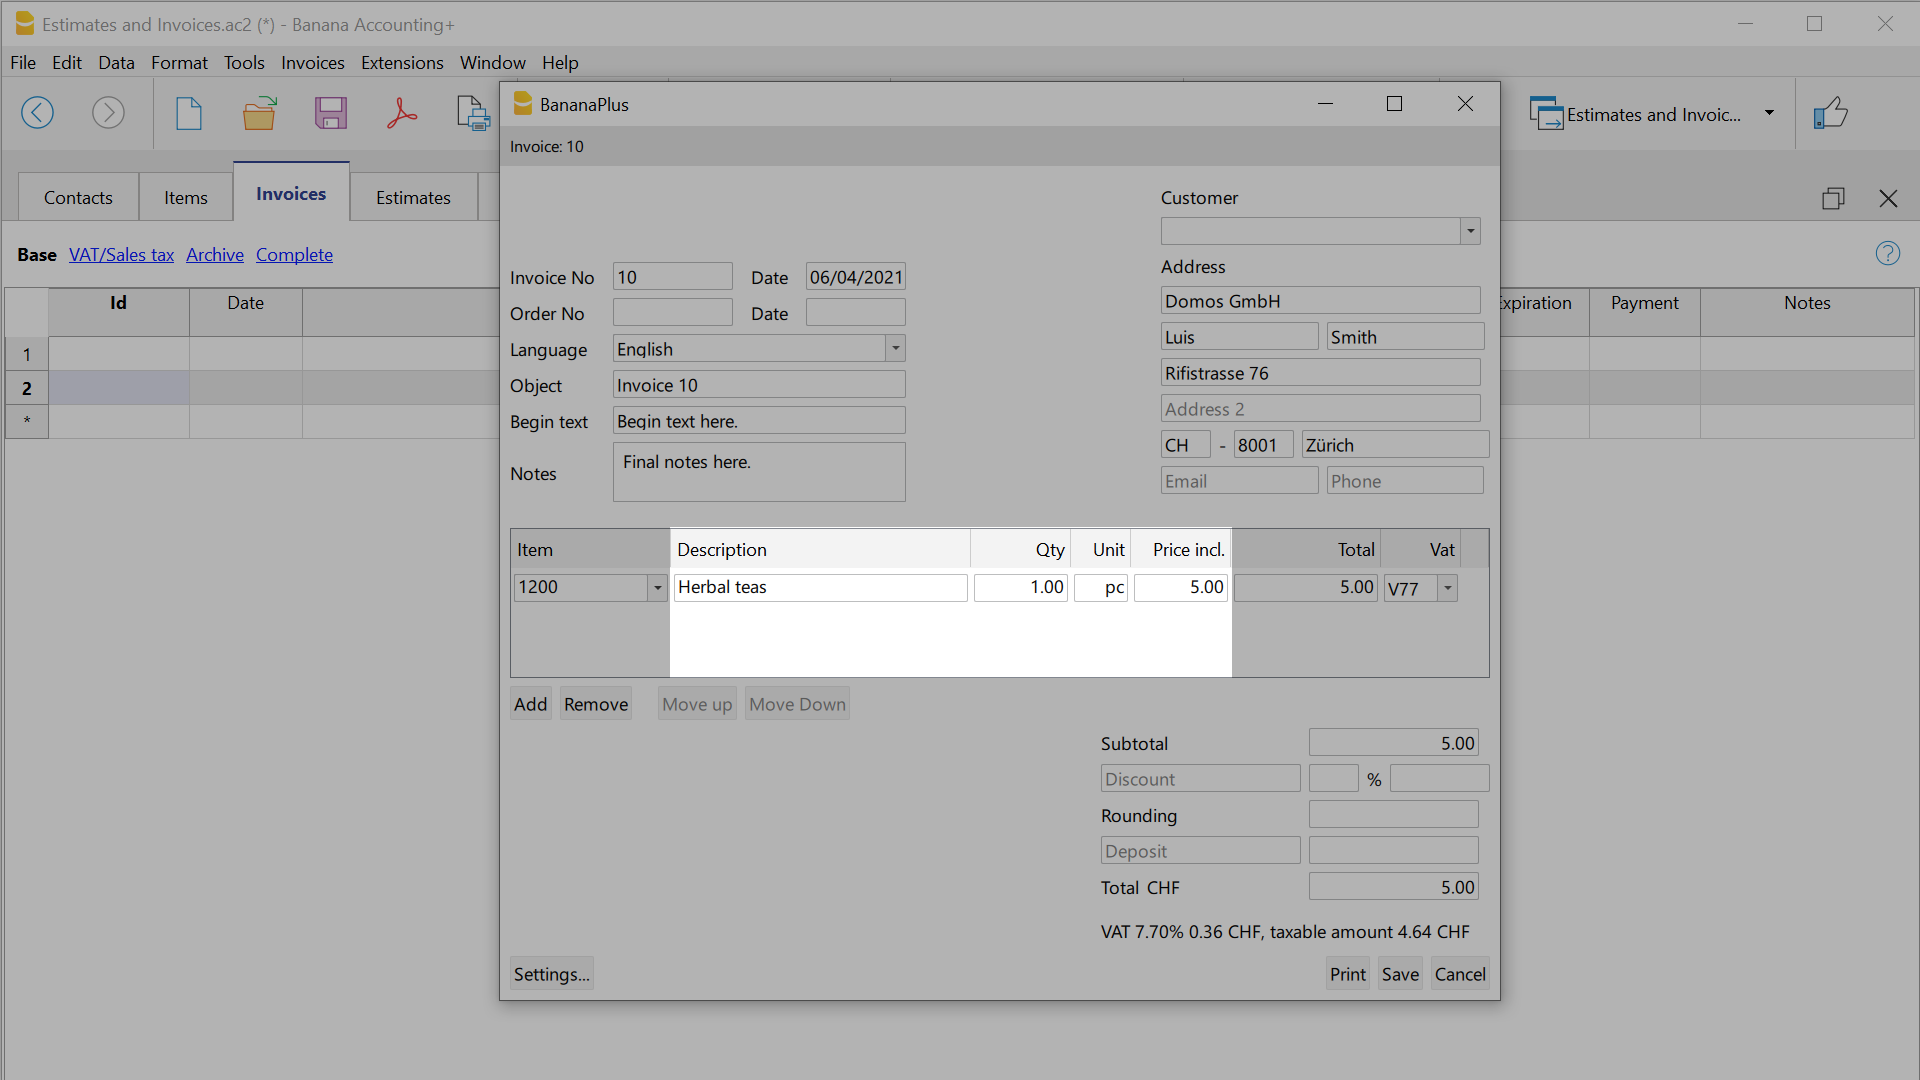 Estimates and Invoices.ac2 (*) - Banana Accounting+
File Edit Data Format Tools Invoices Extensions Window Help
Estimates and Invoic...
BananaPlus
Invoice: 10
Contacts Items Invoices Estimates
Base VAT/Sales tax Archive Complete
Id Date Expiration Payment Notes
1
2
*
Customer
Address
Invoice No 10 Date 06/04/2021
Domos GmbH
Order No Date
Luis Smith
Language English
Rifistrasse 76
Object Invoice 10
Address 2
Begin text Begin text here.
CH - 8001 Zürich
Notes Final notes here.
Email Phone
Item Description Qty Unit Price incl. Total Vat
1200 Herbal teas 1.00 pc 5.00 5.00 V77
Add Remove Move up Move Down
Subtotal 5.00
Discount %
Rounding
Deposit
Total CHF 5.00
VAT 7.70% 0.36 CHF, taxable amount 4.64 CHF
Settings... Print Save Cancel